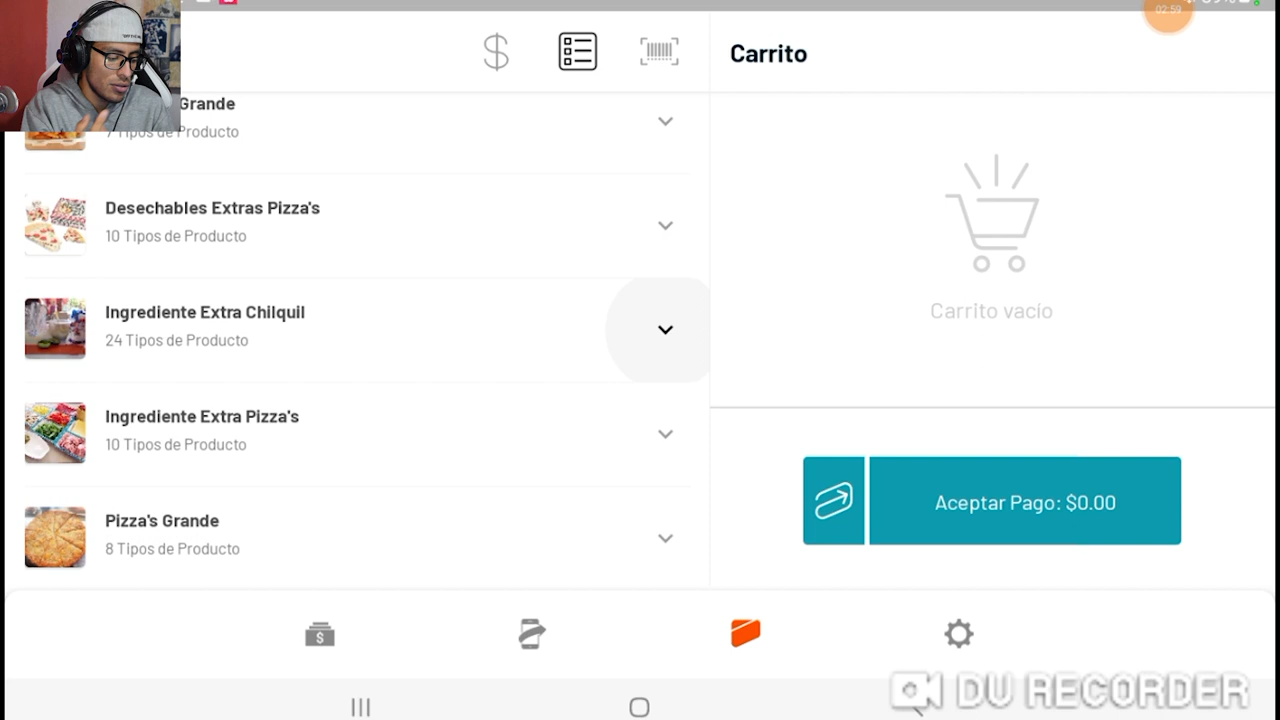 02:59
Carrito
Grande
7 Tipos de Producto
Desechables Extras Pizza's
10 Tipos de Producto
Ingrediente Extra Chilquil
24 Tipos de Producto
Ingrediente Extra Pizza's
10 Tipos de Producto
Pizza's Grande
8 Tipos de Producto
Carrito vacío
Aceptar Pago: $0.00
DU RECORDER